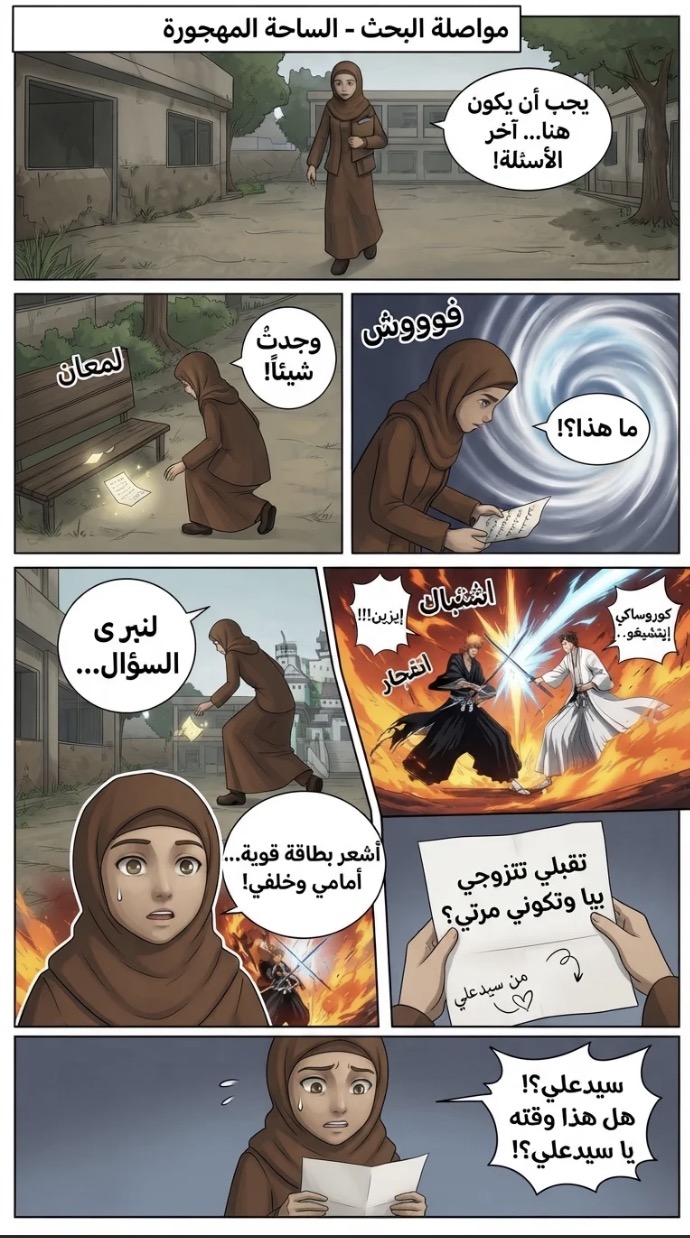 مواصلة البحث - الساحة المهجورة
يجب أن يكون
هنا... آخر
الأسئلة!
وجدتُ
شيئاً!
لمعان
فوووش
ما هذا؟!
لنبر ى
السؤال...
اشتباك
إيزين!!!
كوروساكي
إيتشيغو..
انفجار
أشعر بطاقة قوية...
أمامي وخلفي!
تقبلي تتزوجي
بيا وتكوني مرتي؟
من سيدعلي
سيدعلي؟!
هل هذا وقته
يا سيدعلي؟!